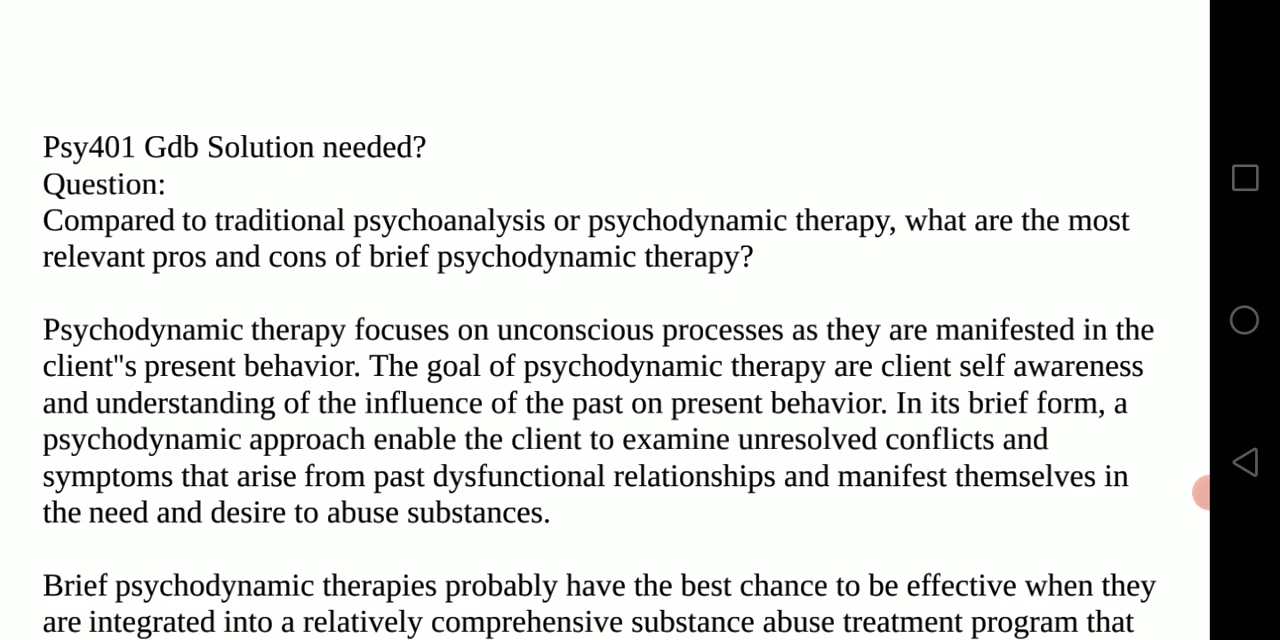 Psy401 Gdb Solution needed?
Question:
Compared to traditional psychoanalysis or psychodynamic therapy, what are the most
relevant pros and cons of brief psychodynamic therapy?
Psychodynamic therapy focuses on unconscious processes as they are manifested in the
client"s present behavior. The goal of psychodynamic therapy are client self awareness
and understanding of the influence of the past on present behavior. In its brief form, a
psychodynamic approach enable the client to examine unresolved conflicts and
symptoms that arise from past dysfunctional relationships and manifest themselves in
the need and desire to abuse substances.
Brief psychodynamic therapies probably have the best chance to be effective when they
are integrated into a relatively comprehensive substance abuse treatment program that